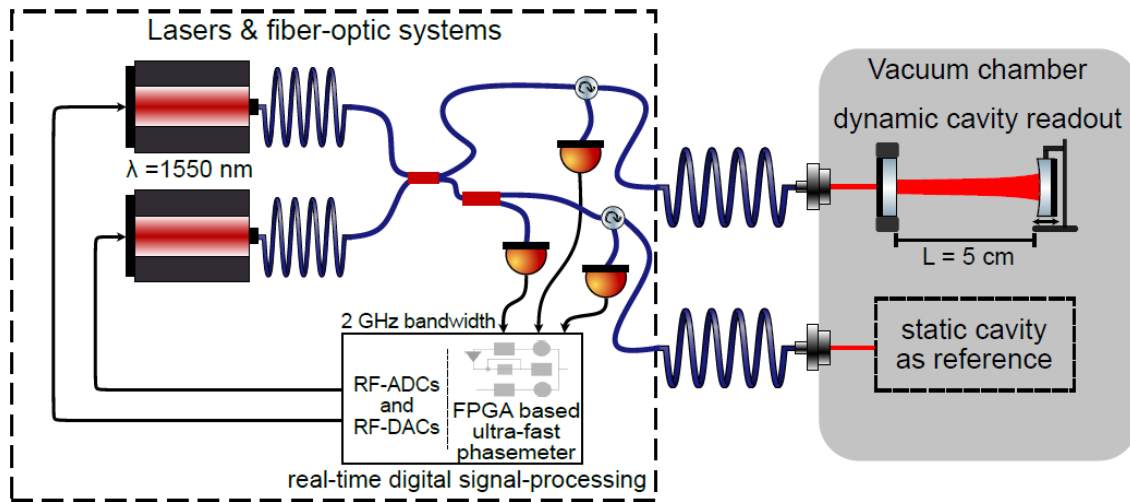 Lasers & fiber-optic systems
λ =1550 nm
2 GHz bandwidth
RF-ADCs
and
RF-DACs
FPGA based
ultra-fast
phasemeter
real-time digital signal-processing
Vacuum chamber
dynamic cavity readout
L = 5 cm
static cavity
as reference